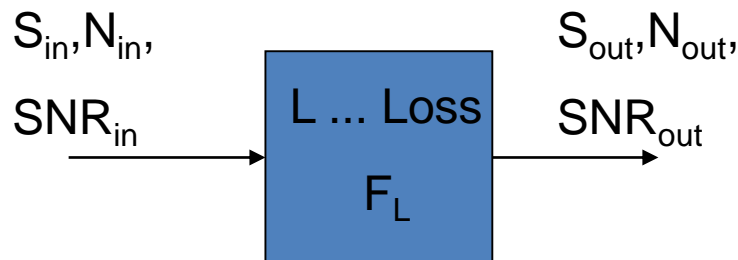 S_in,N_in,
SNR_in
L ... Loss
F_L
S_out,N_out,
SNR_out